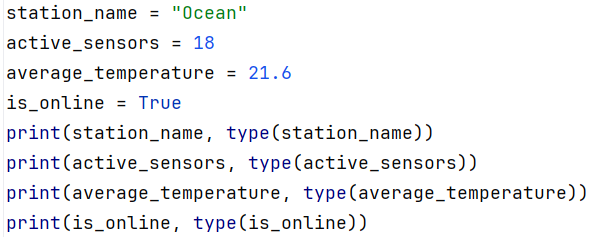 station_name = "Ocean"
active_sensors = 18
average_temperature = 21.6
is_online = True
print(station_name, type(station_name))
print(active_sensors, type(active_sensors))
print(average_temperature, type(average_temperature))
print(is_online, type(is_online))